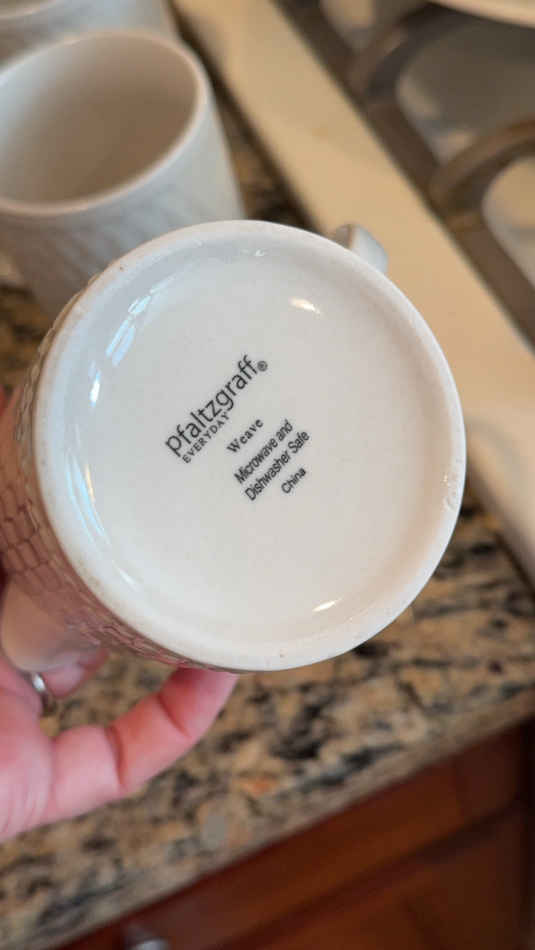 pfaltzgraff®
EVERYDAY
Weave
Microwave and
Dishwasher Safe
China